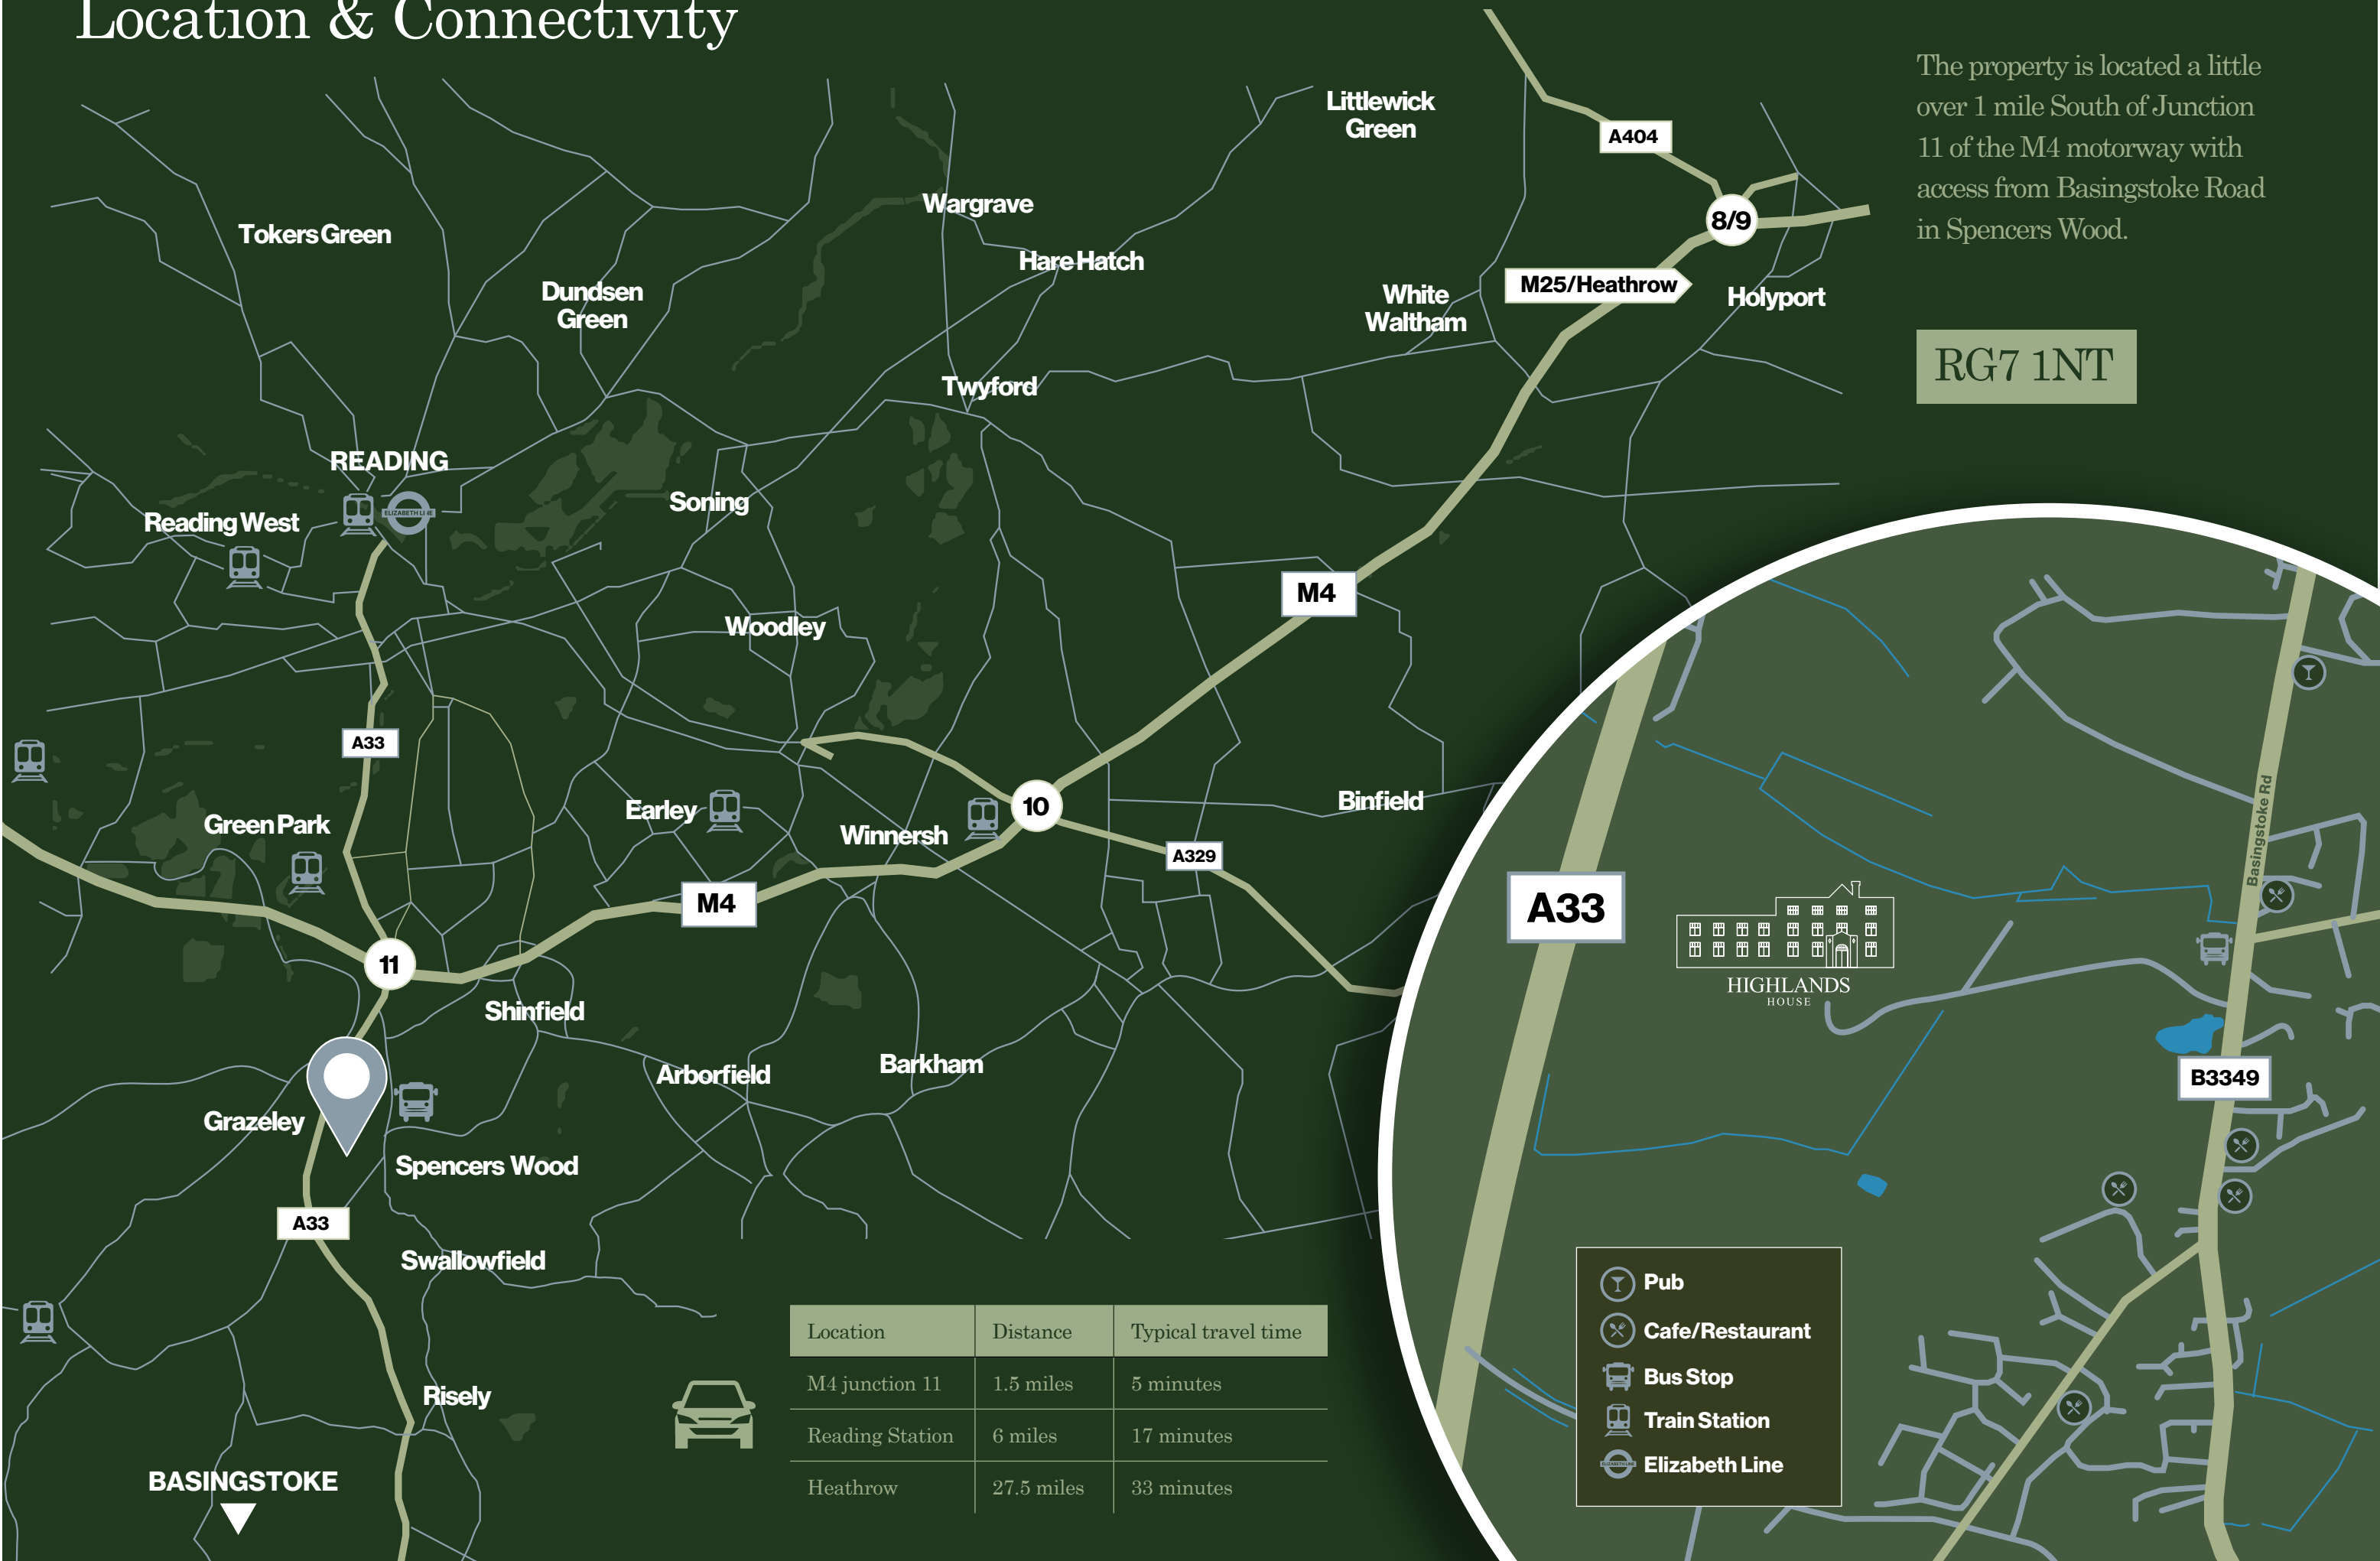 Location & Connectivity
The property is located a little
over 1 mile South of Junction
11 of the M4 motorway with
access from Basingstoke Road
in Spencers Wood.
RG7 1NT
Littlewick
Green
A404
8/9
M25/Heathrow
Holyport
White
Waltham
Wargrave
Hare Hatch
Tokers Green
Dundsen
Green
Twyford
READING
ELIZABETH LINE
Reading West
Soning
M4
Woodley
A33
Green Park
Earley
Winnersh
10
Binfield
A329
M4
11
Shinfield
Arborfield
Barkham
Grazeley
Spencers Wood
A33
Swallowfield
Risely
BASINGSTOKE
Location Distance Typical travel time
M4 junction 11 1.5 miles 5 minutes
Reading Station 6 miles 17 minutes
Heathrow 27.5 miles 33 minutes
Basingstoke Rd
A33
HIGHLANDS
HOUSE
B3349
Pub
Cafe/Restaurant
Bus Stop
Train Station
ELIZABETH LINE
Elizabeth Line